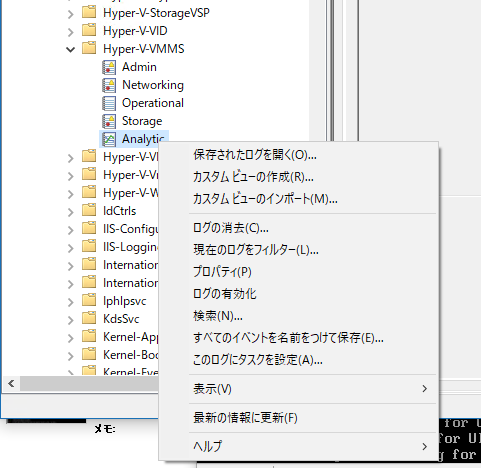 Hyper-V-StorageVSP
Hyper-V-VID
Hyper-V-VMMS
Admin
Networking
Operational
Storage
Analytic
保存されたログを開く(O)...
Hyper-V-V
カスタム ビューの作成(R)...
Hyper-V-V
カスタム ビューのインポート(M)...
Hyper-V-W
IdCtrls
ログの消去(C)...
IIS-Configu
現在のログをフィルター(L)...
IIS-Logging
プロパティ(P)
Internation
ログの有効化
Internation
Iphlpsvc
検索(N)...
KdsSvc
すべてのイベントを名前をつけて保存(E)...
Kernel-App
このログにタスクを設定(A)...
Kernel-Boo
Kernel-Eve
表示(V)
最新の情報に更新(F)
メモ:
for U
for U
ヘルプ
g for